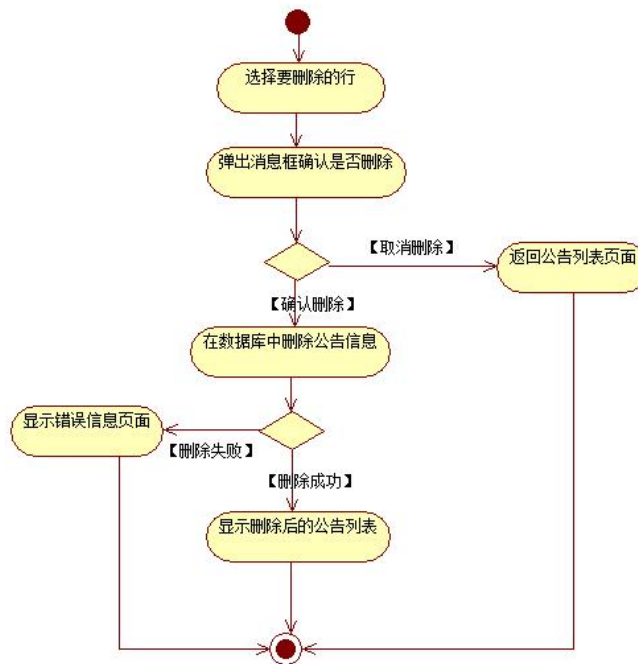 选择要删除的行
弹出消息框确认是否删除
【取消删除】
返回公告列表页面
【确认删除】
在数据库中删除公告信息
显示错误信息页面
【删除失败】
【删除成功】
显示删除后的公告列表